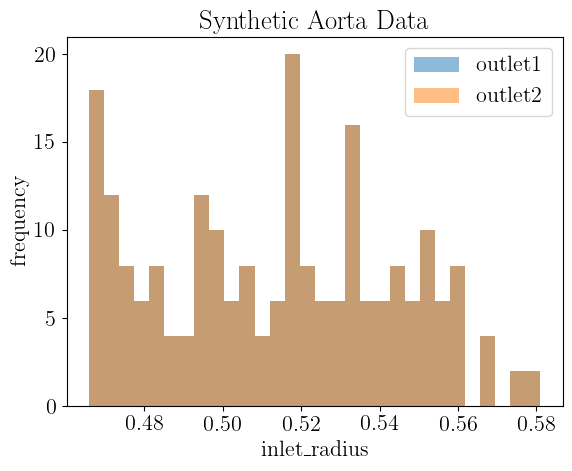 Synthetic Aorta Data
outlet1
outlet2
20
15
10
5
0
frequency
0.48 0.50 0.52 0.54 0.56 0.58
inlet_radius